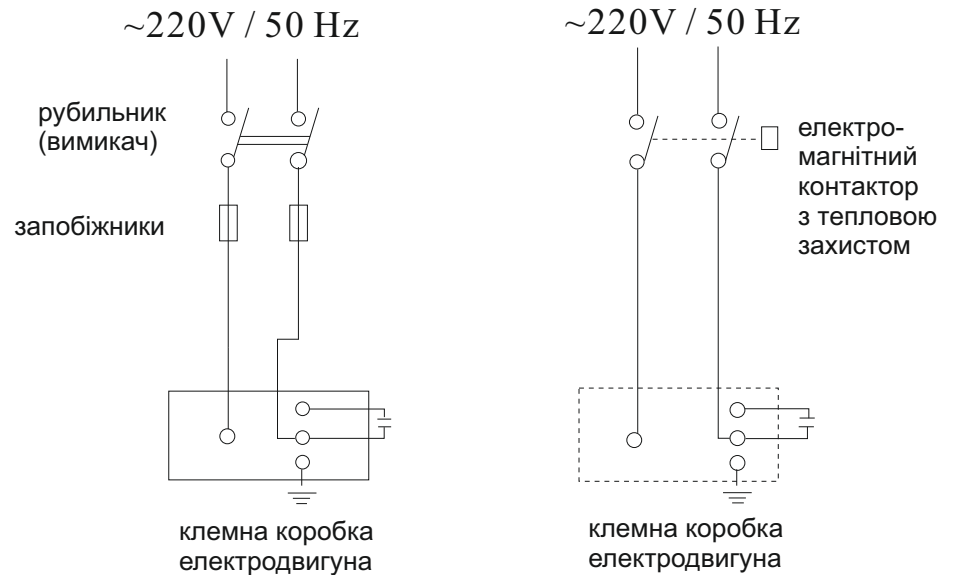 ~220V / 50 Hz
рубильник
(вимикач)
запобіжники
клемна коробка
електродвигуна
~220V / 50 Hz
електро-
магнітний
контактор
з тепловою
захистом
клемна коробка
електродвигуна